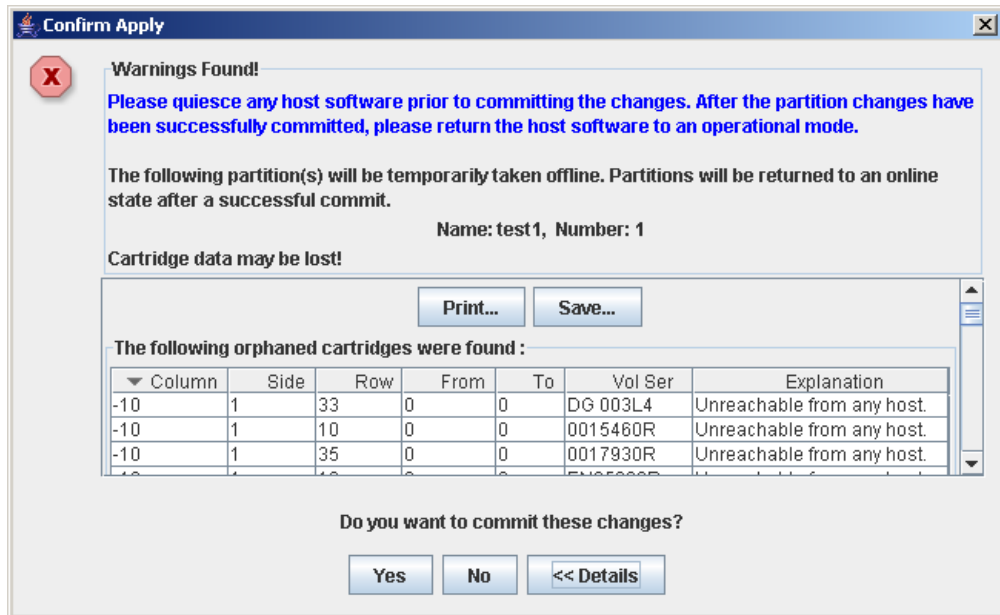 Confirm Apply
Warnings Found!
Please quiesce any host software prior to committing the changes. After the partition changes have
been successfully committed, please return the host software to an operational mode.
The following partition(s) will be temporarily taken offline. Partitions will be returned to an online
state after a successful commit.
Name: test1, Number: 1
Cartridge data may be lost!
Print... Save...
The following orphaned cartridges were found :
Column Side Row From To Vol Ser Explanation
-10 1 33 0 0 DG 003L4 Unreachable from any host.
-10 1 10 0 0 0015460R Unreachable from any host.
-10 1 35 0 0 0017930R Unreachable from any host.
Do you want to commit these changes?
Yes No << Details